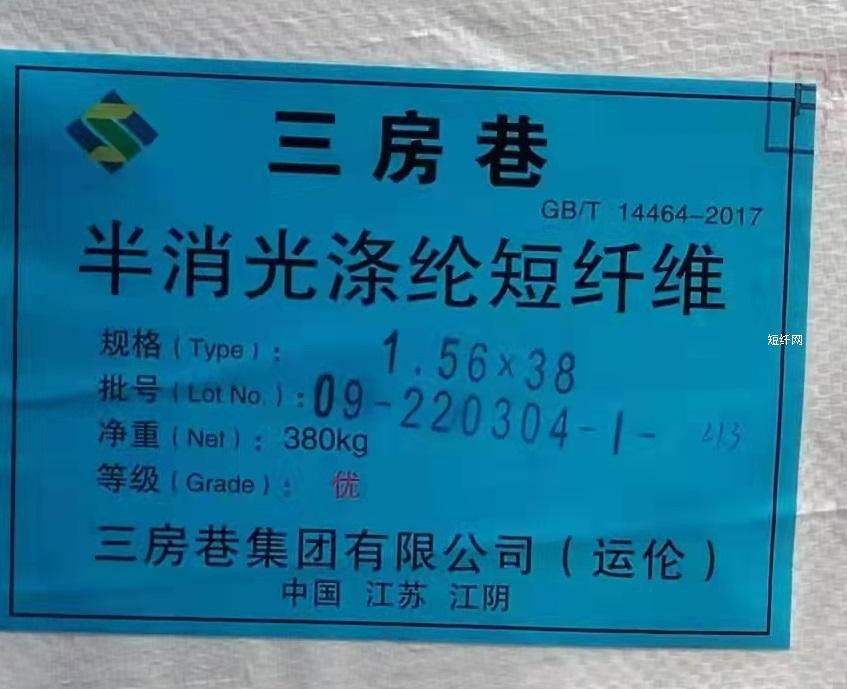 三房巷
GB/T 14464-2017
半消光涤纶短纤维
规格(Type): 1.56×38
短纤网
批号(Lot No.):09-220304-1-
净重(Net): 380kg
等级(Grade): 优
三房巷集团有限公司(运伦)
中国 江苏 江阴